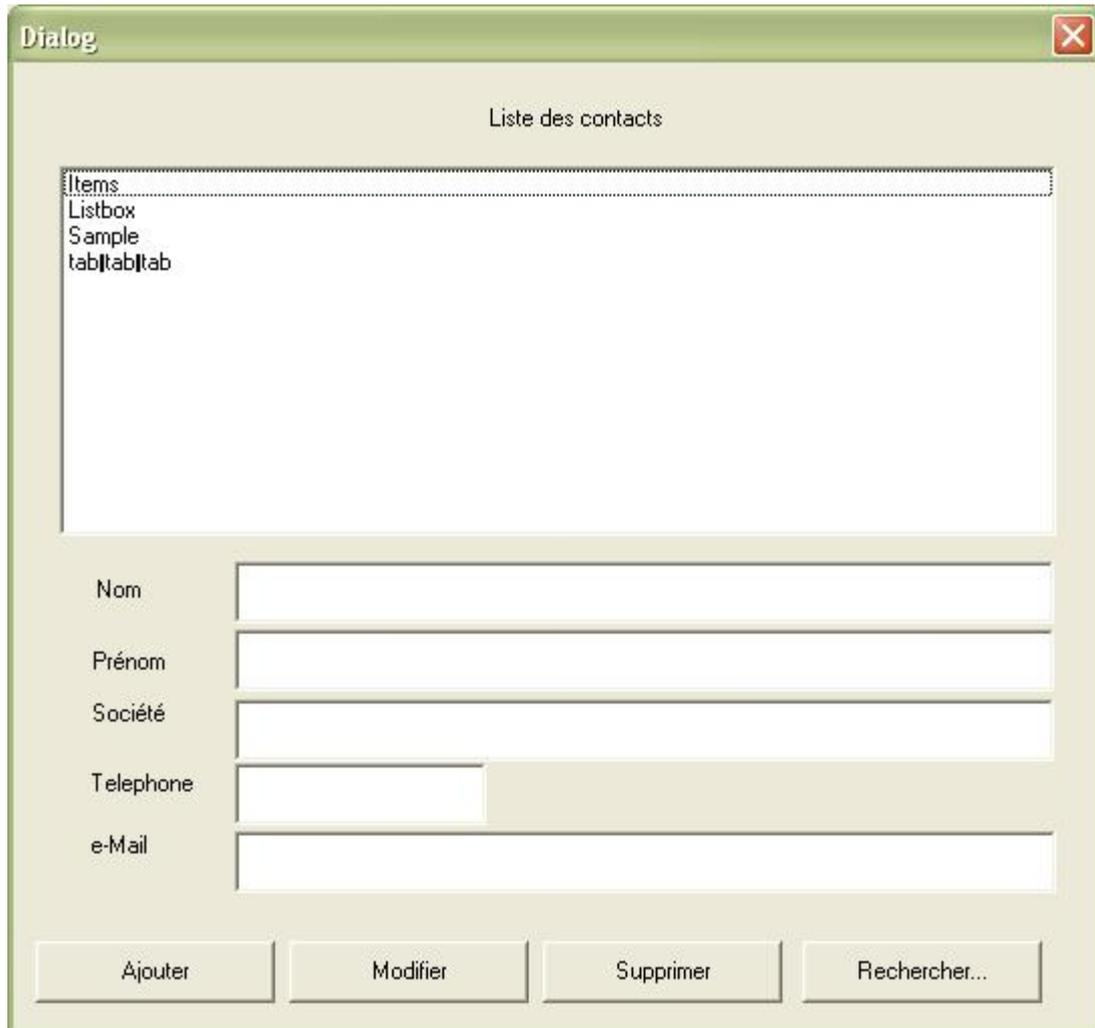 Dialog
Liste des contacts
Items
Listbox
Sample
tab|tab|tab
Nom
Prénom
Société
Telephone
e-Mail
Ajouter Modifier Supprimer Rechercher...